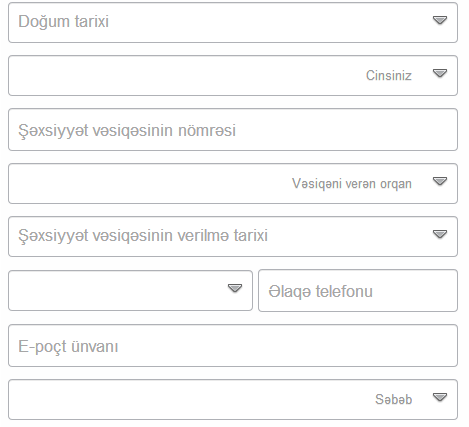 Doğum tarixi
Cinsiniz
Şəxsiyyət vəsiqəsinin nömrəsi
Vəsiqəni verən orqan
Şəxsiyyət vəsiqəsinin verilmə tarixi
Əlaqə telefonu
E-poçt ünvanı
Səbəb